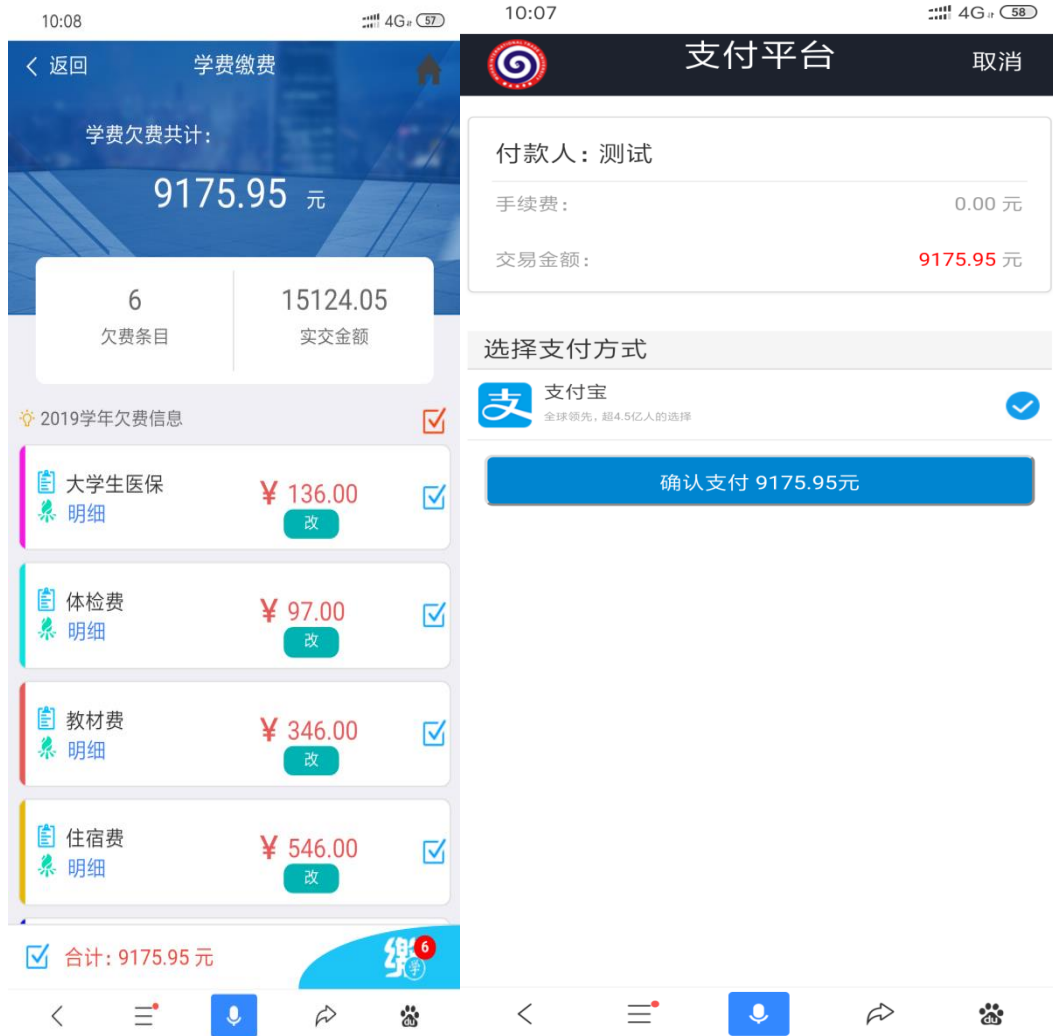 10:08
4G 57
返回
学费缴费
学费欠费共计：
9175.95 元
6
15124.05
欠费条目
实交金额
2019学年欠费信息
大学生医保
¥ 136.00
明细
改
体检费
¥ 97.00
明细
改
教材费
¥ 346.00
明细
改
住宿费
¥ 546.00
明细
改
合计：9175.95 元
缴学
6
du
10:07
4G 58
支付平台
取消
付款人：测试
手续费：
0.00 元
交易金额：
9175.95 元
选择支付方式
支
支付宝
全球领先，超4.5亿人的选择
确认支付 9175.95元
du